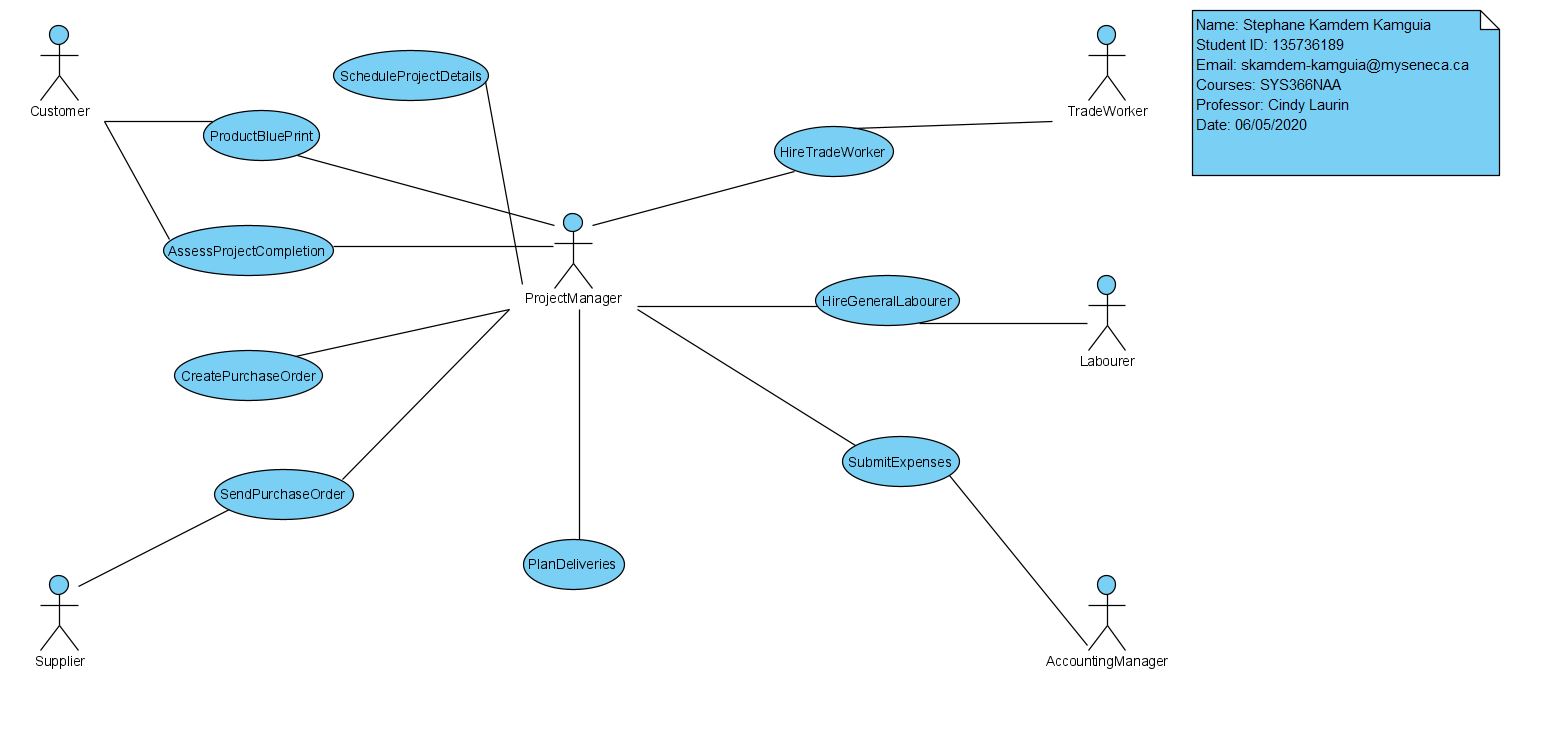 Name: Stephane Kamdem Kamguia
Student ID: 135736189
Email: skamdem-kamguia@myseneca.ca
Courses: SYS366NAA
Professor: Cindy Laurin
Date: 06/05/2020
Customer
ScheduleProjectDetails
TradeWorker
ProductBluePrint
HireTradeWorker
AssessProjectCompletion
ProjectManager
HireGeneralLabourer
Labourer
CreatePurchaseOrder
SubmitExpenses
SendPurchaseOrder
PlanDeliveries
Supplier
AccountingManager